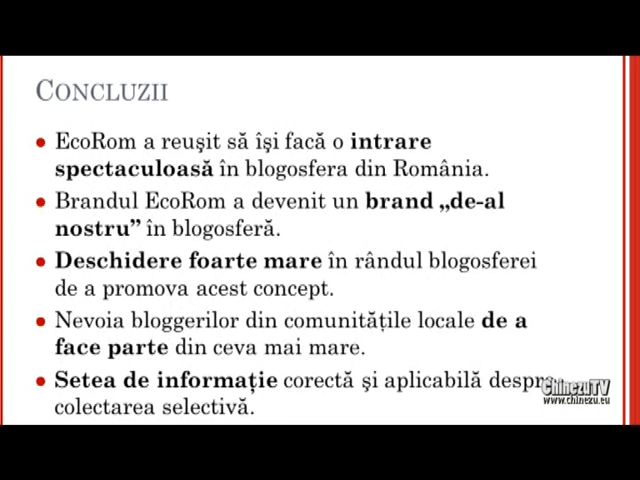 CONCLUZII
EcoRom a reuşit să îşi facă o intrare
spectaculoasă în blogosfera din România.
Brandul EcoRom a devenit un brand „de-al
nostru” în blogosferă.
Deschidere foarte mare în rândul blogosferei
de a promova acest concept.
Nevoia bloggerilor din comunităţile locale de a
face parte din ceva mai mare.
Setea de informaţie corectă şi aplicabilă despre
colectarea selectivă.
ChinezuTV
www.chinezu.eu